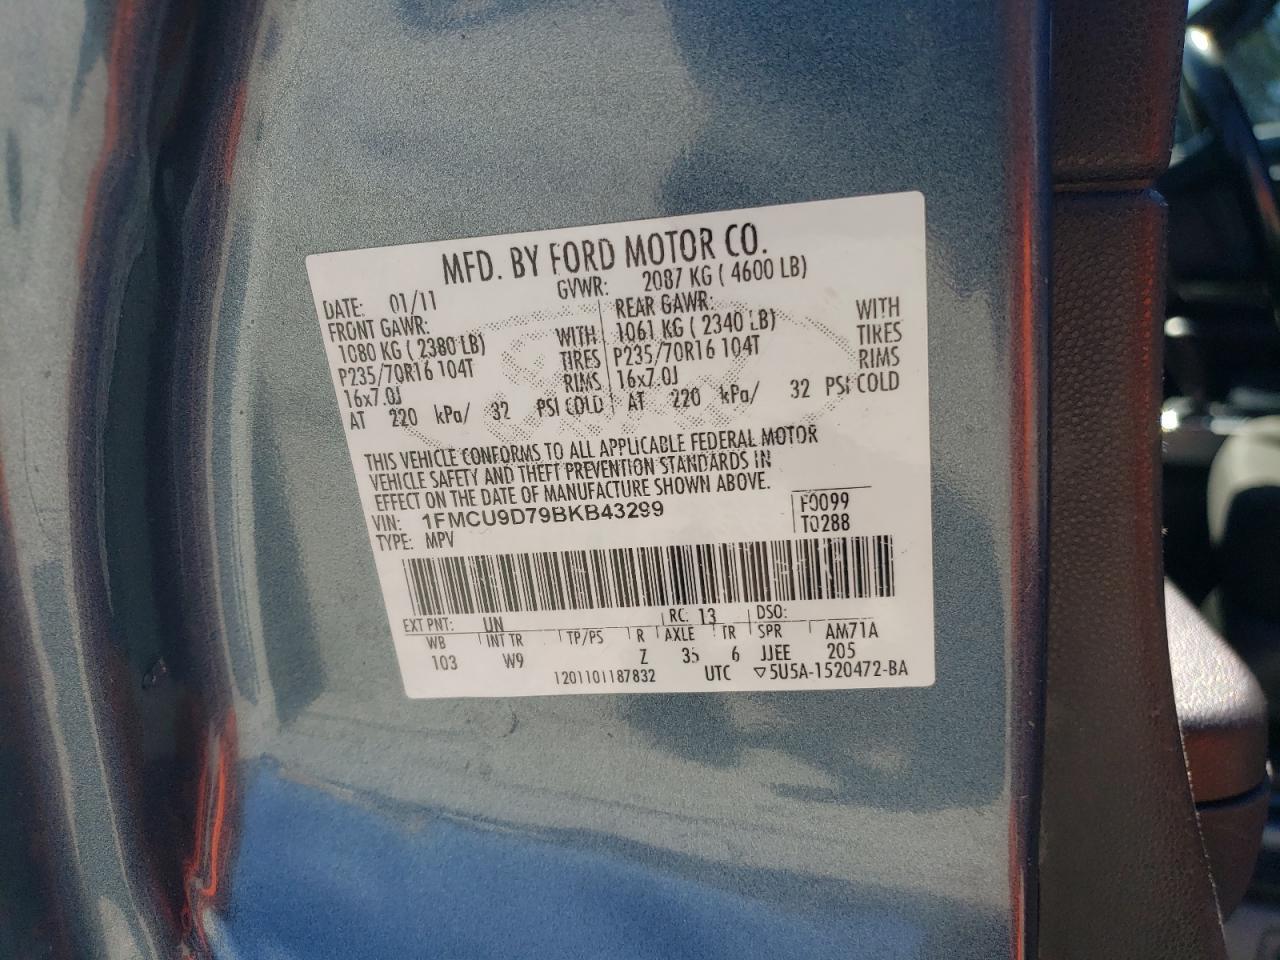 MFD. BY FORD MOTOR CO.
DATE: 01/11 GVWR: 2087 KG ( 4600 LB)
FRONT GAWR: REAR GAWR:
1080 KG ( 2380 LB) WITH 1061 KG ( 2340 LB) WITH
P235/70R16 104T TIRES P235/70R16 104T TIRES
16x7.0J RIMS 16x7.0J RIMS
AT 220 kPa/ 32 PSI COLD AT 220 kPa/ 32 PSI COLD
THIS VEHICLE CONFORMS TO ALL APPLICABLE FEDERAL MOTOR
VEHICLE SAFETY AND THEFT PREVENTION STANDARDS IN
EFFECT ON THE DATE OF MANUFACTURE SHOWN ABOVE.
VIN: 1FMCU9D79BKB43299 F0099
TYPE: MPV T0288
EXT PNT: UN RC: 13 DSO:
WB INT TR TP/PS R AXLE TR SPR AM71A
103 W9 Z 35 6 JJEE 205
1201101187832 UTC ▽5U5A-1520472-BA